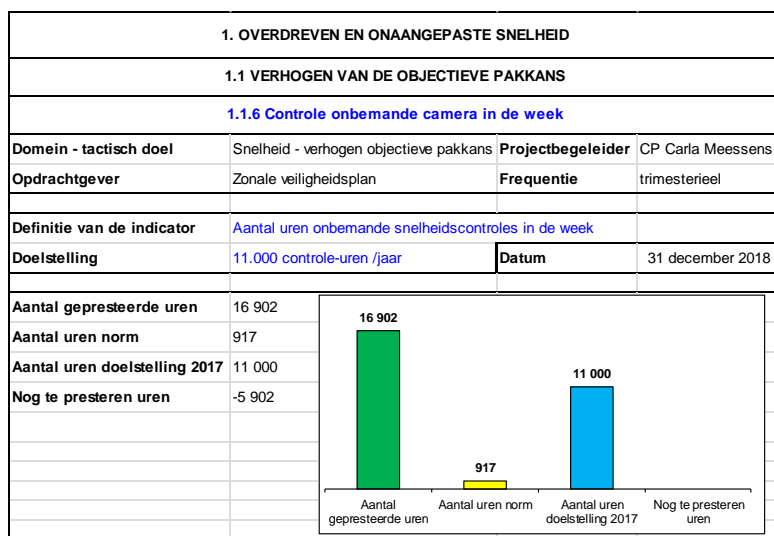 1. OVERDREVEN EN ONAANGEPASTE SNELHEID
1.1 VERHOGEN VAN DE OBJECTIEVE PAKKANS
1.1.6 Controle onbemande camera in de week
Domein - tactisch doel Snelheid - verhogen objectieve pakkans Projectbegeleider CP Carla Meessens
Opdrachtgever Zonale veiligheidsplan Frequentie trimesterieel
Definitie van de indicator Aantal uren onbemande snelheidscontroles in de week
Doelstelling 11.000 controle-uren /jaar Datum 31 december 2018
Aantal gepresteerde uren 16 902
Aantal uren norm 917
Aantal uren doelstelling 2017 11 000
Nog te presteren uren -5 902
16 902
11 000
917
Aantal Aantal uren norm Aantal uren Nog te presteren
gepresteerde uren doelstelling 2017 uren